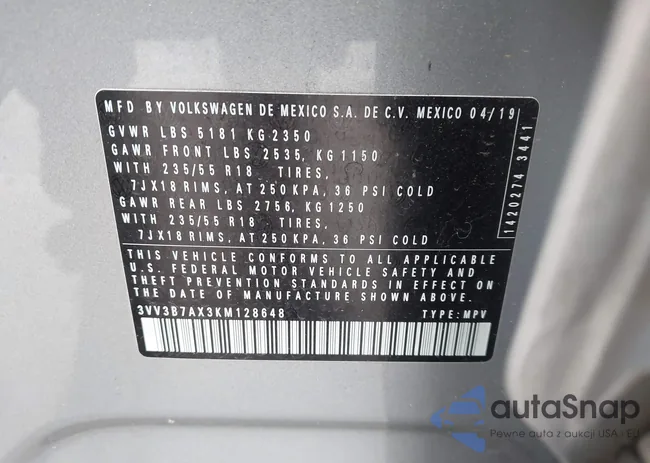 MFD BY VOLKSWAGEN DE MEXICO S.A. DE C.V. MEXICO 04/19
GVWR LBS 5181 KG 2350
GAWR FRONT LBS 2535, KG 1150
WITH 235/55 R18 TIRES,
7JX18 RIMS, AT 250 KPA, 36 PSI COLD
GAWR REAR LBS 2756, KG 1250
WITH 235/55 R18 TIRES,
7JX18 RIMS, AT 250 KPA, 36 PSI COLD
1420274 3441
THIS VEHICLE CONFORMS TO ALL APPLICABLE
U.S. FEDERAL MOTOR VEHICLE SAFETY AND
THEFT PREVENTION STANDARDS IN EFFECT ON
THE DATE OF MANUFACTURE SHOWN ABOVE.
3VV3B7AX3KM128648 TYPE: MPV
autaSnap
Pewne auta z aukcji USA - EU